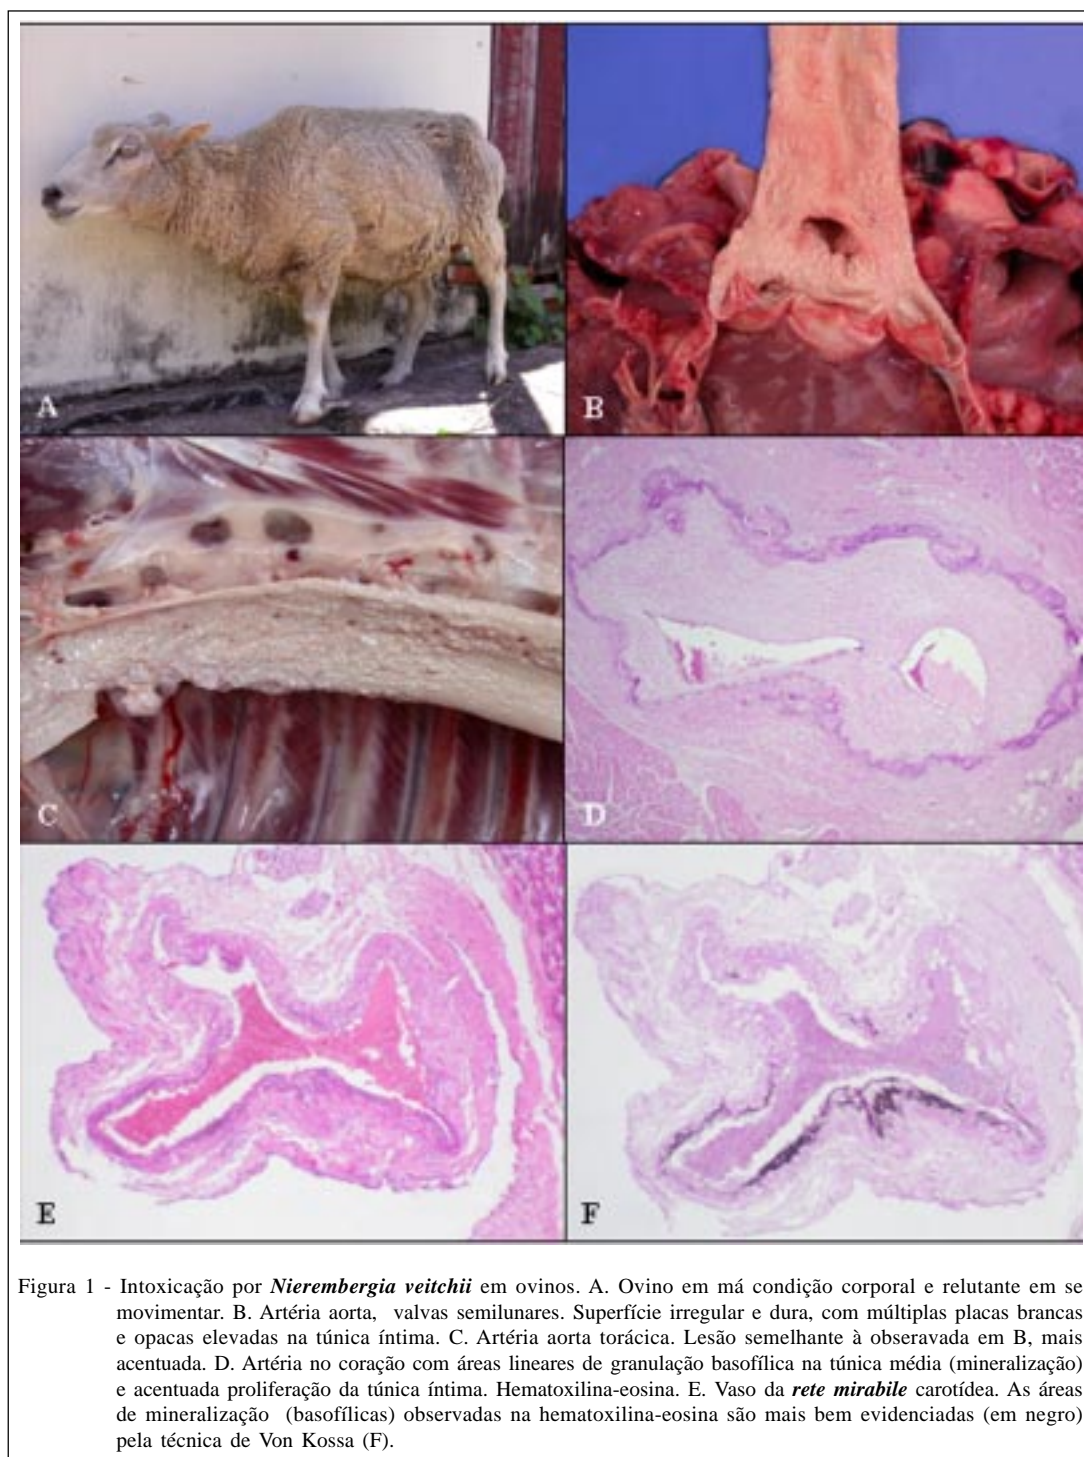 A
B
C
D
E
F
Figura 1 - Intoxicação por Nierembergia veitchii em ovinos. A. Ovino em má condição corporal e relutante em se
movimentar. B. Artéria aorta, valvas semilunares. Superfície irregular e dura, com múltiplas placas brancas
e opacas elevadas na túnica íntima. C. Artéria aorta torácica. Lesão semelhante à obseravada em B, mais
acentuada. D. Artéria no coração com áreas lineares de granulação basofílica na túnica média (mineralização)
e acentuada proliferação da túnica íntima. Hematoxilina-eosina. E. Vaso da rete mirabile carotídea. As áreas
de mineralização (basofílicas) observadas na hematoxilina-eosina são mais bem evidenciadas (em negro)
pela técnica de Von Kossa (F).